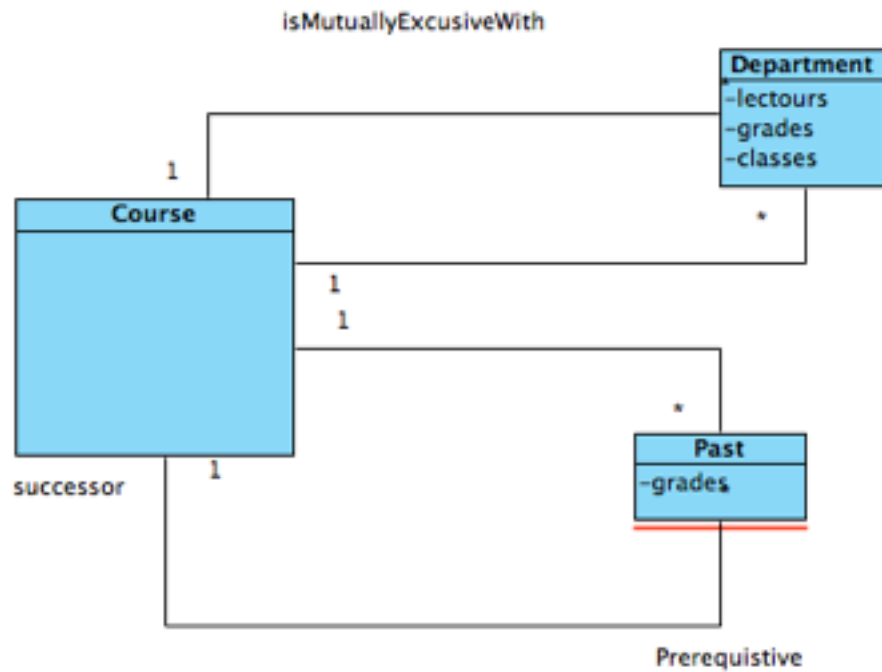 isMutuallyExcusiveWith
Department
*
-lectours
-grades
-classes
1
Course
*
1
1
*
Past
-grades
*
1
successor
Prerequistive